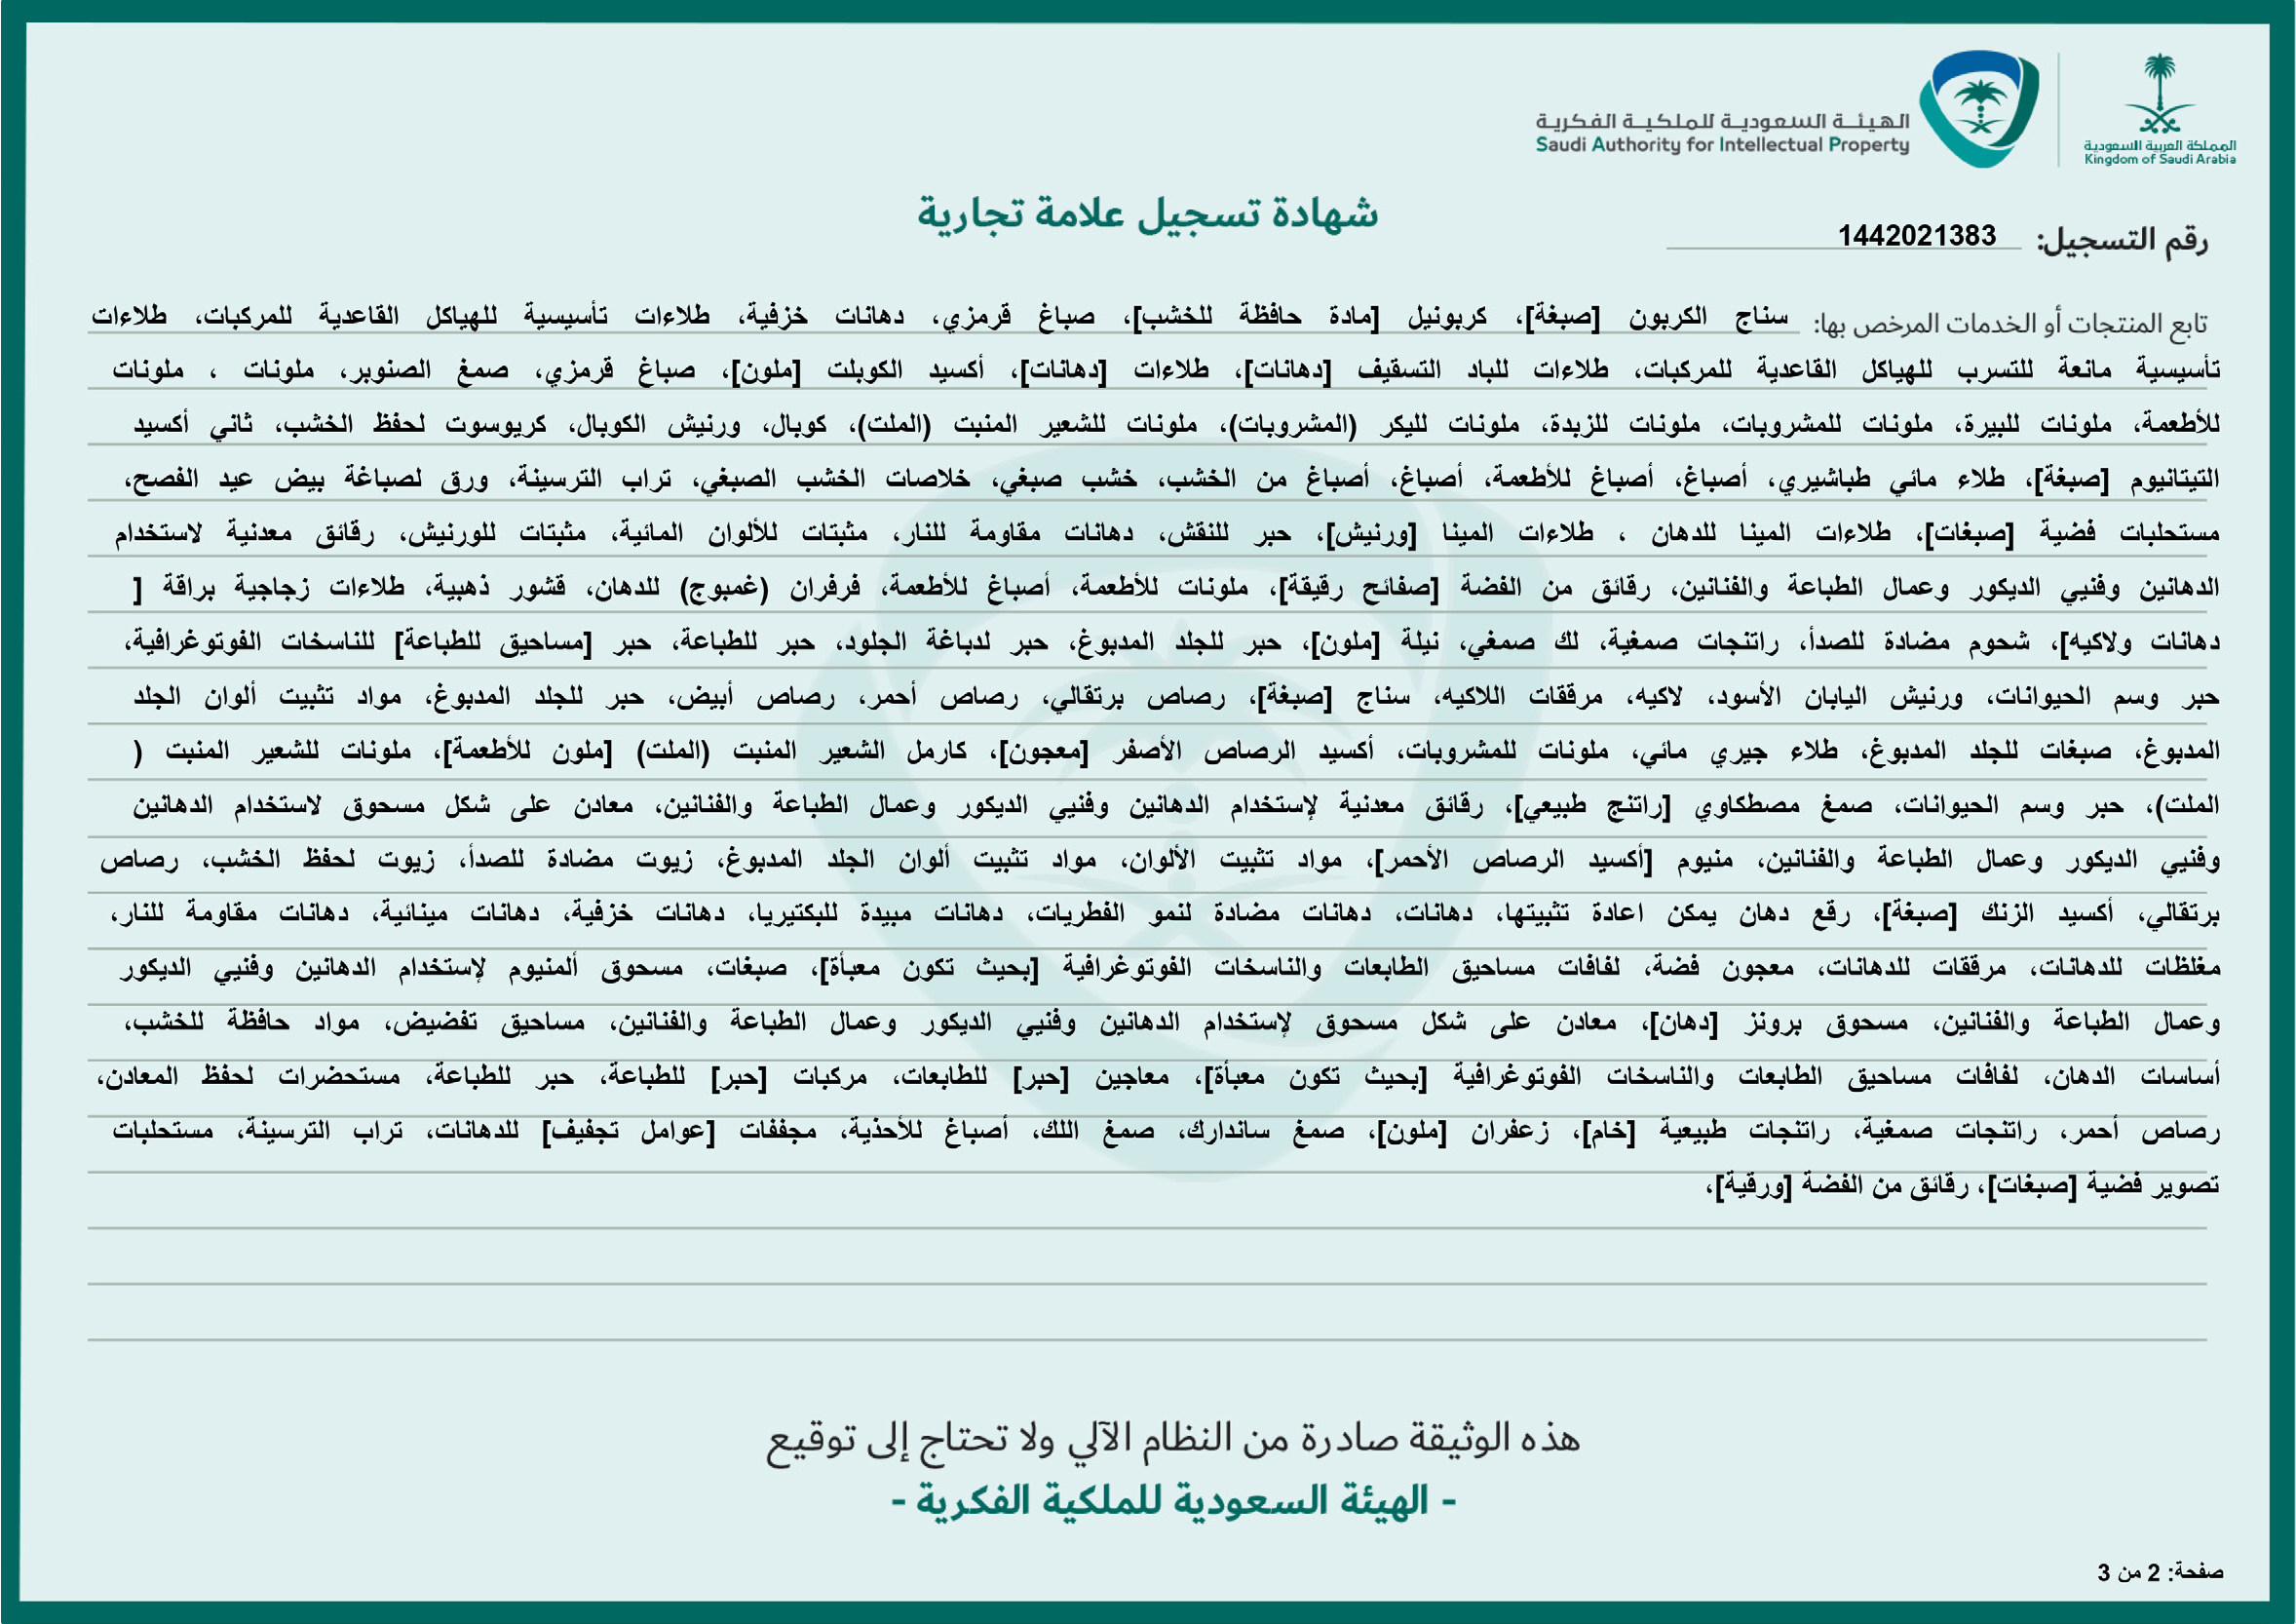 الهيئة السعودية للملكية الفكرية
Saudi Authority for Intellectual Property
المملكة العربية السعودية
Kingdom of Saudi Arabia
شهادة تسجيل علامة تجارية
رقم التسجيل: 1442021383
تابع المنتجات أو الخدمات المرخص بها: سناج الكربون [صبغة]، كربونيل [مادة حافظة للخشب]، صباغ قرمزي، دهانات خزفية، طلاءات تأسيسية للهياكل القاعدية للمركبات، طلاءات
تأسيسية مانعة للتسرب للهياكل القاعدية للمركبات، طلاءات للباد التسقيف [دهانات]، طلاءات [دهانات]، أكسيد الكوبلت [ملون]، صباغ قرمزي، صمغ الصنوبر، ملونات ، ملونات
للأطعمة، ملونات للبيرة، ملونات للمشروبات، ملونات للزبدة، ملونات لليكر (المشروبات)، ملونات للشعير المنبت (الملت)، كوبال، ورنيش الكوبال، كريوسوت لحفظ الخشب، ثاني أكسيد
التيتانيوم [صبغة]، طلاء مائي طباشيري، أصباغ، أصباغ للأطعمة، أصباغ، أصباغ من الخشب، خشب صبغي، خلاصات الخشب الصبغي، تراب الترسينة، ورق لصباغة بيض عيد الفصح،
مستحلبات فضية [صبغات]، طلاءات المينا للدهان ، طلاءات المينا [ورنيش]، حبر للنقش، دهانات مقاومة للنار، مثبتات للألوان المائية، مثبتات للورنيش، رقائق معدنية لاستخدام
الدهانين وفنيي الديكور وعمال الطباعة والفنانين، رقائق من الفضة [صفائح رقيقة]، ملونات للأطعمة، أصباغ للأطعمة، فرفران (غمبوج) للدهان، قشور ذهبية، طلاءات زجاجية براقة [
دهانات ولاكيه]، شحوم مضادة للصدأ، راتنجات صمغية، لك صمغي، نيلة [ملون]، حبر للجلد المدبوغ، حبر لدباغة الجلود، حبر للطباعة، حبر [مساحيق للطباعة] للناسخات الفوتوغرافية،
حبر وسم الحيوانات، ورنيش اليابان الأسود، لاكيه، مرققات اللاكيه، سناج [صبغة]، رصاص برتقالي، رصاص أحمر، رصاص أبيض، حبر للجلد المدبوغ، مواد تثبيت ألوان الجلد
المدبوغ، صبغات للجلد المدبوغ، طلاء جيري مائي، ملونات للمشروبات، أكسيد الرصاص الأصفر [معجون]، كارمل الشعير المنبت (الملت) [ملون للأطعمة]، ملونات للشعير المنبت (
الملت)، حبر وسم الحيوانات، صمغ مصطكاوي [راتنج طبيعي]، رقائق معدنية لإستخدام الدهانين وفنيي الديكور وعمال الطباعة والفنانين، معادن على شكل مسحوق لاستخدام الدهانين
وفنيي الديكور وعمال الطباعة والفنانين، منيوم [أكسيد الرصاص الأحمر]، مواد تثبيت الألوان، مواد تثبيت ألوان الجلد المدبوغ، زيوت مضادة للصدأ، زيوت لحفظ الخشب، رصاص
برتقالي، أكسيد الزنك [صبغة]، رقع دهان يمكن اعادة تثبيتها، دهانات، دهانات مضادة لنمو الفطريات، دهانات مبيدة للبكتيريا، دهانات خزفية، دهانات مينائية، دهانات مقاومة للنار،
مغلظات للدهانات، مرققات للدهانات، معجون فضة، لفافات مساحيق الطابعات والناسخات الفوتوغرافية [بحيث تكون معبأة]، صبغات، مسحوق ألمنيوم لإستخدام الدهانين وفنيي الديكور
وعمال الطباعة والفنانين، مسحوق برونز [دهان]، معادن على شكل مسحوق لإستخدام الدهانين وفنيي الديكور وعمال الطباعة والفنانين، مساحيق تفضيض، مواد حافظة للخشب،
أساسات الدهان، لفافات مساحيق الطابعات والناسخات الفوتوغرافية [بحيث تكون معبأة]، معاجين [حبر] للطابعات، مركبات [حبر] للطباعة، حبر للطباعة، مستحضرات لحفظ المعادن،
رصاص أحمر، راتنجات صمغية، راتنجات طبيعية [خام]، زعفران [ملون]، صمغ ساندارك، صمغ اللك، أصباغ للأحذية، مجففات [عوامل تجفيف] للدهانات، تراب الترسينة، مستحلبات
تصوير فضية [صبغات]، رقائق من الفضة [ورقية]،
هذه الوثيقة صادرة من النظام الآلي ولا تحتاج إلى توقيع
- الهيئة السعودية للملكية الفكرية -
صفحة: 2 من 3